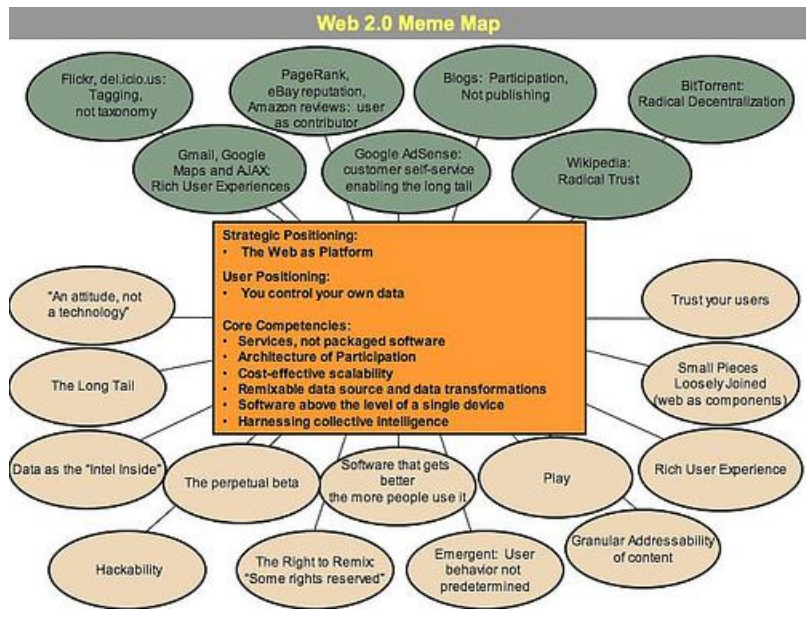 Web 2.0 Meme Map
Flickr, del.icio.us:
Tagging,
not taxonomy
PageRank,
eBay reputation,
Amazon reviews: user
as contributor
Blogs: Participation,
Not publishing
BitTorrent:
Radical Decentralization
Gmail, Google
Maps and AJAX:
Rich User Experiences
Google AdSense:
customer self-service
enabling the long tail
Wikipedia:
Radical Trust
Strategic Positioning:
• The Web as Platform
User Positioning:
• You control your own data
Core Competencies:
• Services, not packaged software
• Architecture of Participation
• Cost-effective scalability
• Remixable data source and data transformations
• Software above the level of a single device
• Harnessing collective intelligence
"An attitude, not
a technology"
Trust your users
The Long Tail
Small Pieces
Loosely Joined
(web as components)
Data as the "Intel Inside"
The perpetual beta
Software that gets
better
the more people use it
Play
Rich User Experience
Hackability
The Right to Remix:
"Some rights reserved"
Emergent: User
behavior not
predetermined
Granular Addressability
of content